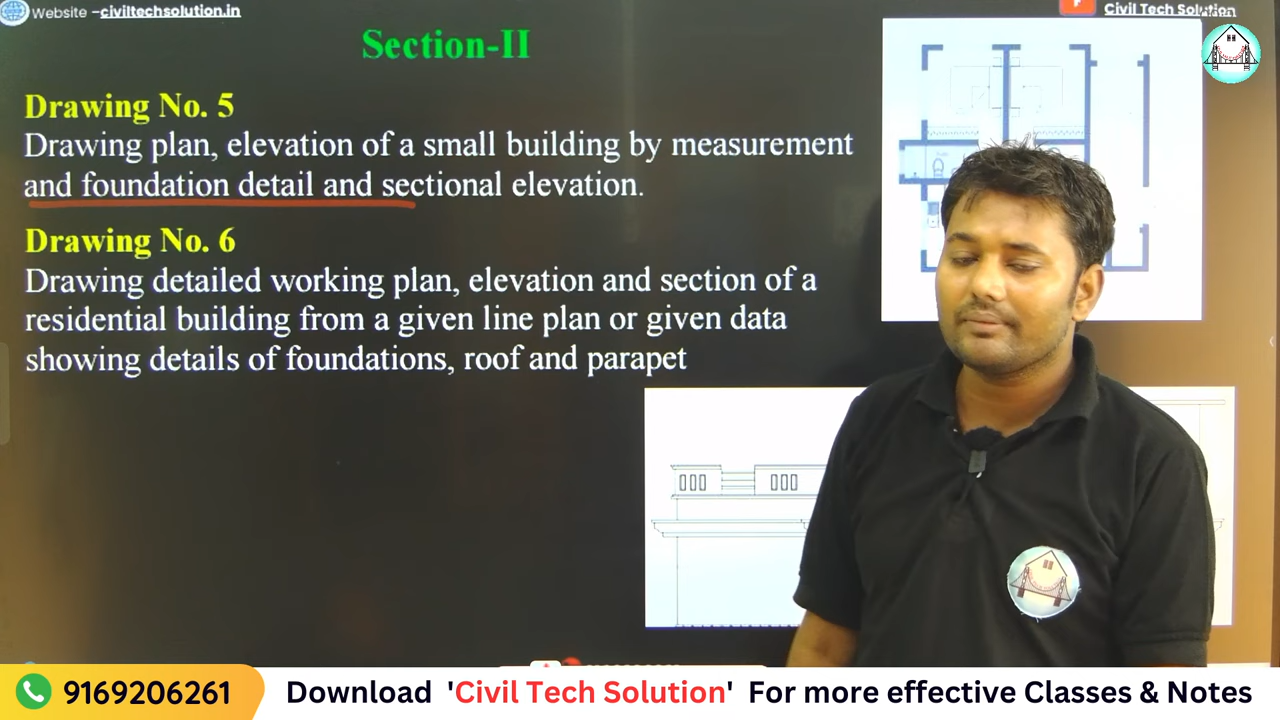 Website -civiltechsolution.in
Civil Tech Solution
Section-II
Drawing No. 5
Drawing plan, elevation of a small building by measurement
and foundation detail and sectional elevation.
Drawing No. 6
Drawing detailed working plan, elevation and section of a
residential building from a given line plan or given data
showing details of foundations, roof and parapet
9169206261
Download 'Civil Tech Solution' For more effective Classes & Notes